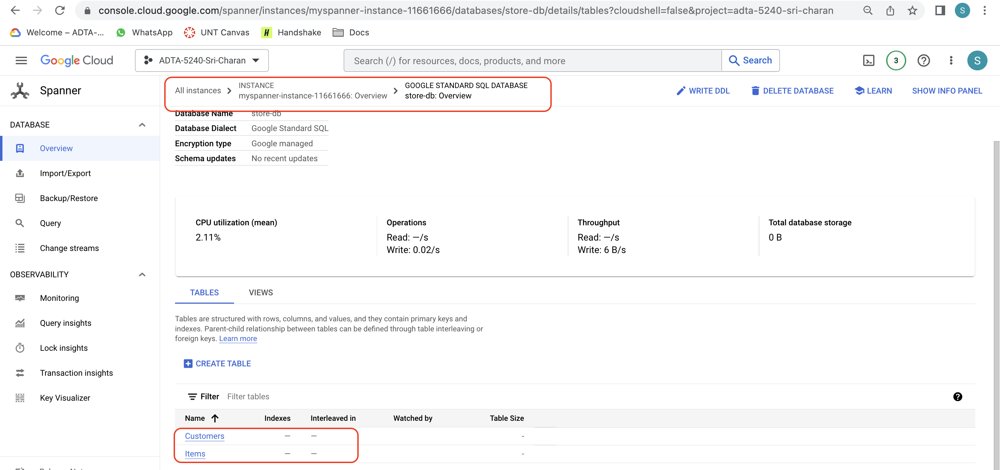 console.cloud.google.com/spanner/instances/myspanner-instance-11661666/databases/store-db/details/tables?cloudshell=false&project=adta-5240-sri-charan
S
Welcome – ADTA-...
WhatsApp
UNT Canvas
H Handshake
Docs
Google Cloud
ADTA-5240-Sri-Charan
Search (/) for resources, docs, products, and more
Search
3
S
Spanner
All instances
INSTANCE
myspanner-instance-11661666: Overview
GOOGLE STANDARD SQL DATABASE
store-db: Overview
WRITE DDL
DELETE DATABASE
LEARN
SHOW INFO PANEL
DATABASE
Overview
Import/Export
Backup/Restore
Query
Change streams
OBSERVABILITY
Monitoring
Query insights
Lock insights
Transaction insights
Key Visualizer
Database Name store-db
Database Dialect Google Standard SQL
Encryption type Google managed
Schema updates No recent updates
CPU utilization (mean)
2.11%
Operations
Read: —/s
Write: 0.02/s
Throughput
Read: —/s
Write: 6 B/s
Total database storage
0 B
TABLES VIEWS
Tables are structured with rows, columns, and values, and they contain primary keys and
indexes. Parent-child relationship between tables can be defined through table interleaving or
foreign keys. Learn more
CREATE TABLE
Filter Filter tables
Name Indexes Interleaved in Watched by Table Size
Customers — — -
Items — — -